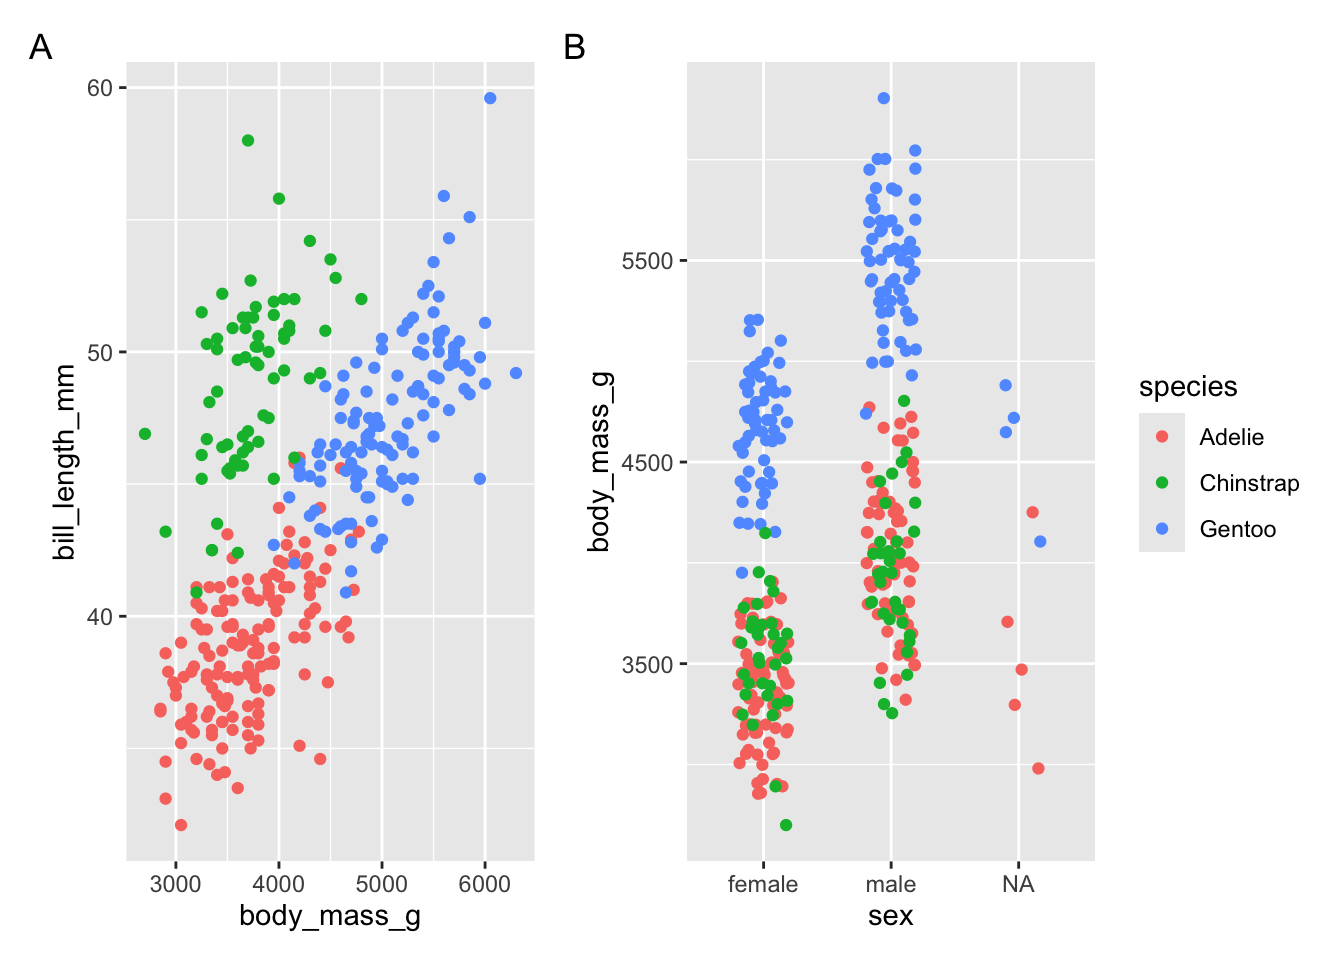 A
60
50
40
bill_length_mm
3000 4000 5000 6000
body_mass_g
B
5500
4500
3500
body_mass_g
female male NA
sex
species
Adelie
Chinstrap
Gentoo